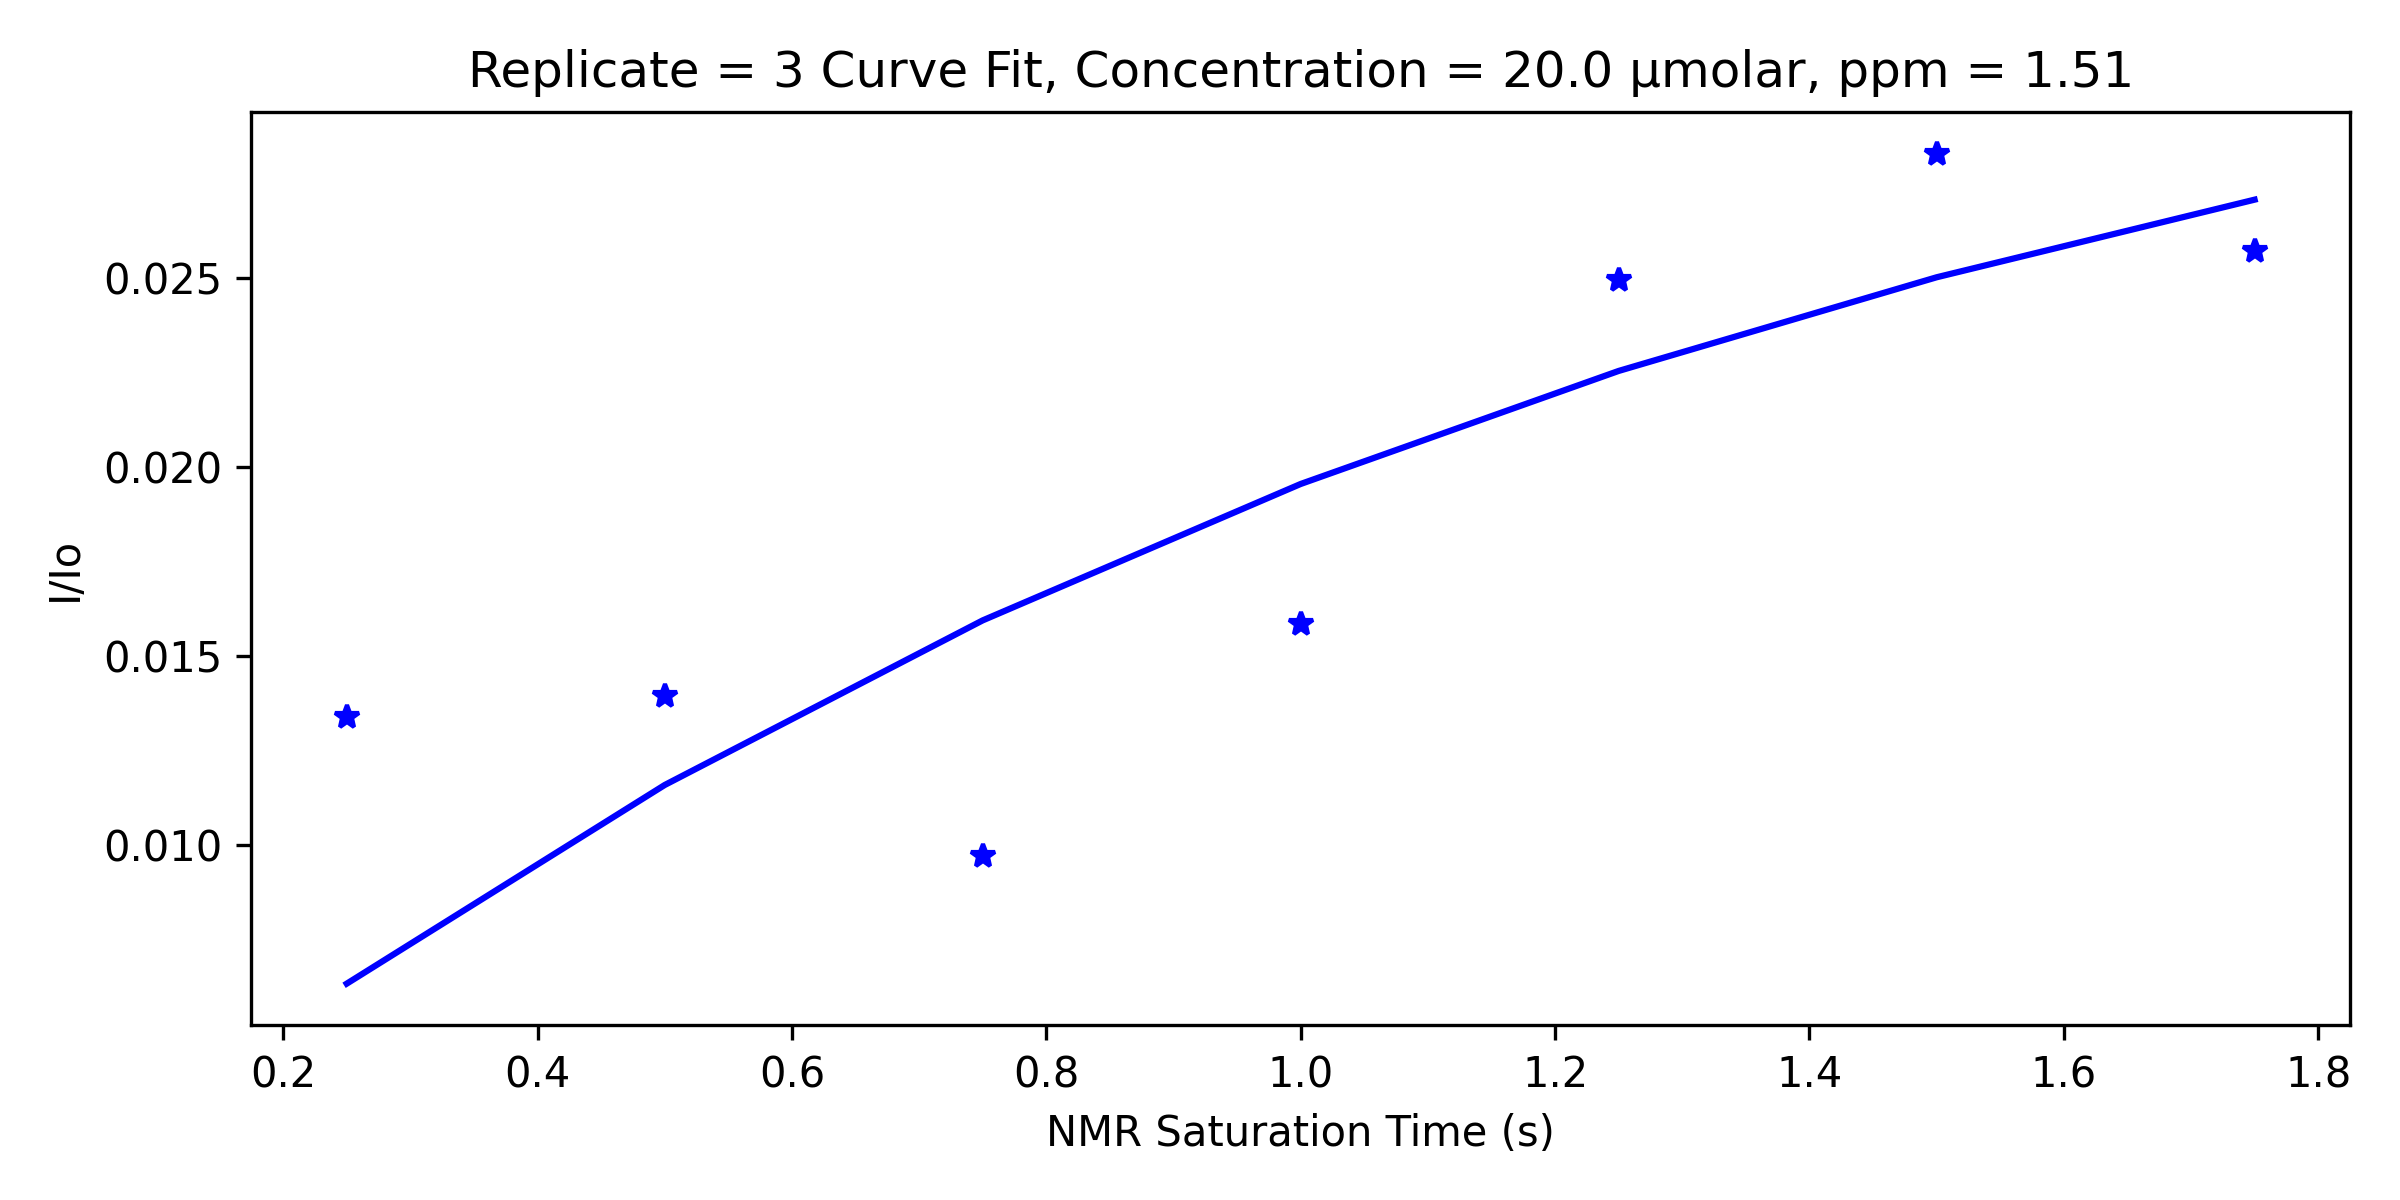 Replicate = 3 Curve Fit, Concentration = 20.0 µmolar, ppm = 1.51
0.025
0.020
0.015
0.010
I/Io
0.2 0.4 0.6 0.8 1.0 1.2 1.4 1.6 1.8
NMR Saturation Time (s)